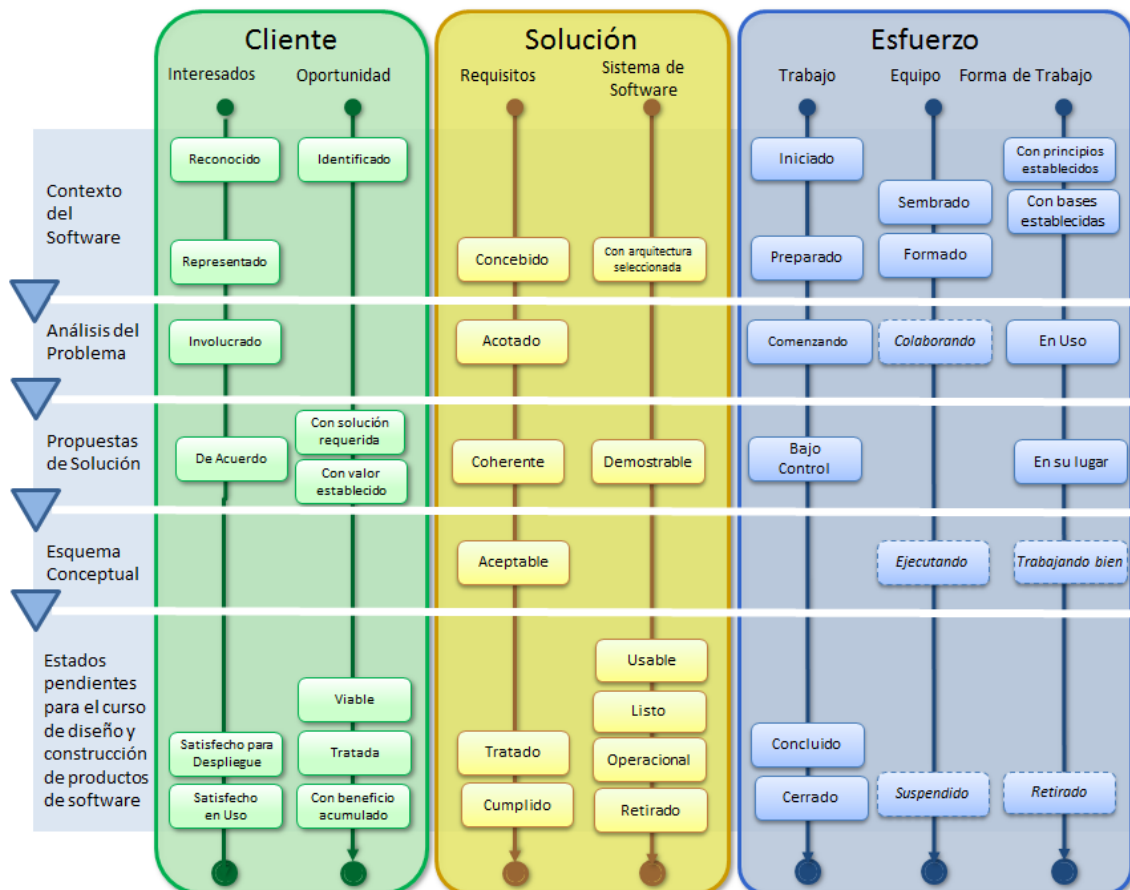 Cliente
Solución
Esfuerzo
Interesados
Oportunidad
Requisitos
Sistema de
Software
Trabajo
Equipo
Forma de Trabajo
Contexto
del
Software
Reconocido
Identificado
Iniciado
Con principios
establecidos
Sembrado
Con bases
establecidas
Representado
Concebido
Con arquitectura
seleccionada
Preparado
Formado
Análisis del
Problema
Involucrado
Acotado
Comenzando
Colaborando
En Uso
Propuestas
de Solución
De Acuerdo
Con solución
requerida
Con valor
establecido
Coherente
Demostrable
Bajo
Control
En su lugar
Esquema
Conceptual
Aceptable
Ejecutando
Trabajando bien
Estados
pendientes
para el curso
de diseño y
construcción
de productos
de software
Usable
Viable
Listo
Satisfecho para
Despliegue
Tratada
Tratado
Operacional
Concluido
Satisfecho
en Uso
Con beneficio
acumulado
Cumplido
Retirado
Cerrado
Suspendido
Retirado